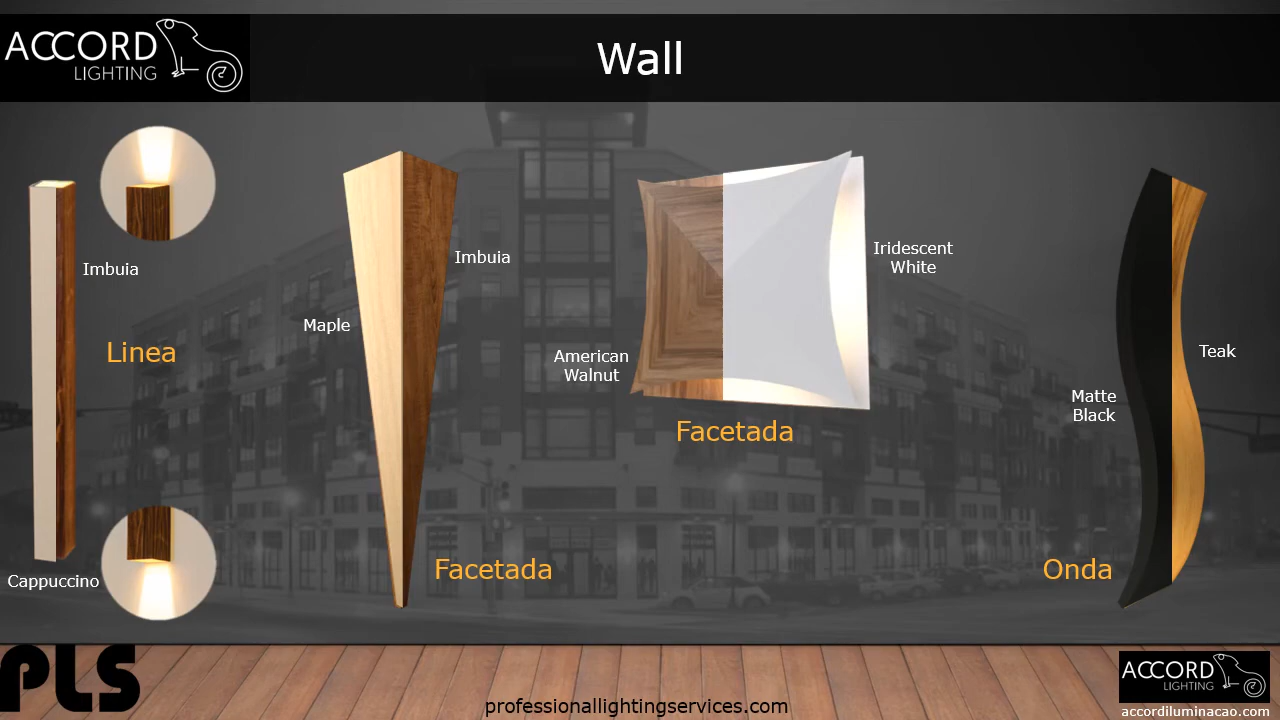 ACCORD
LIGHTING
Wall
Imbuia
Linea
Cappuccino
Maple
Imbuia
Facetada
American
Walnut
Iridescent
White
Facetada
Matte
Black
Teak
Onda
PLS
professionallightingservices.com
ACCORD
LIGHTING
accordiluminacao.com